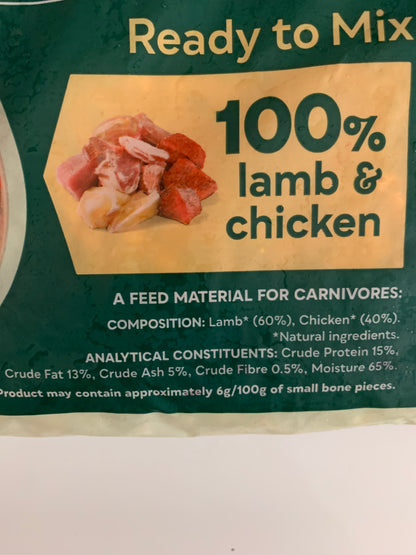 Ready to Mix
100%
lamb &
chicken
A FEED MATERIAL FOR CARNIVORES:
COMPOSITION: Lamb* (60%), Chicken* (40%).
*Natural ingredients.
ANALYTICAL CONSTITUENTS: Crude Protein 15%,
Crude Fat 13%, Crude Ash 5%, Crude Fibre 0.5%, Moisture 65%.
Product may contain approximately 6g/100g of small bone pieces.